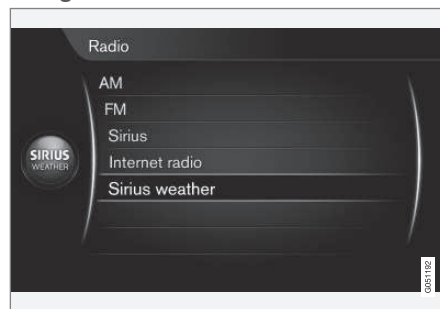 Radio
AM
FM
Sirius
Internet radio
SIRIUS
WEATHER
Sirius weather
G051192